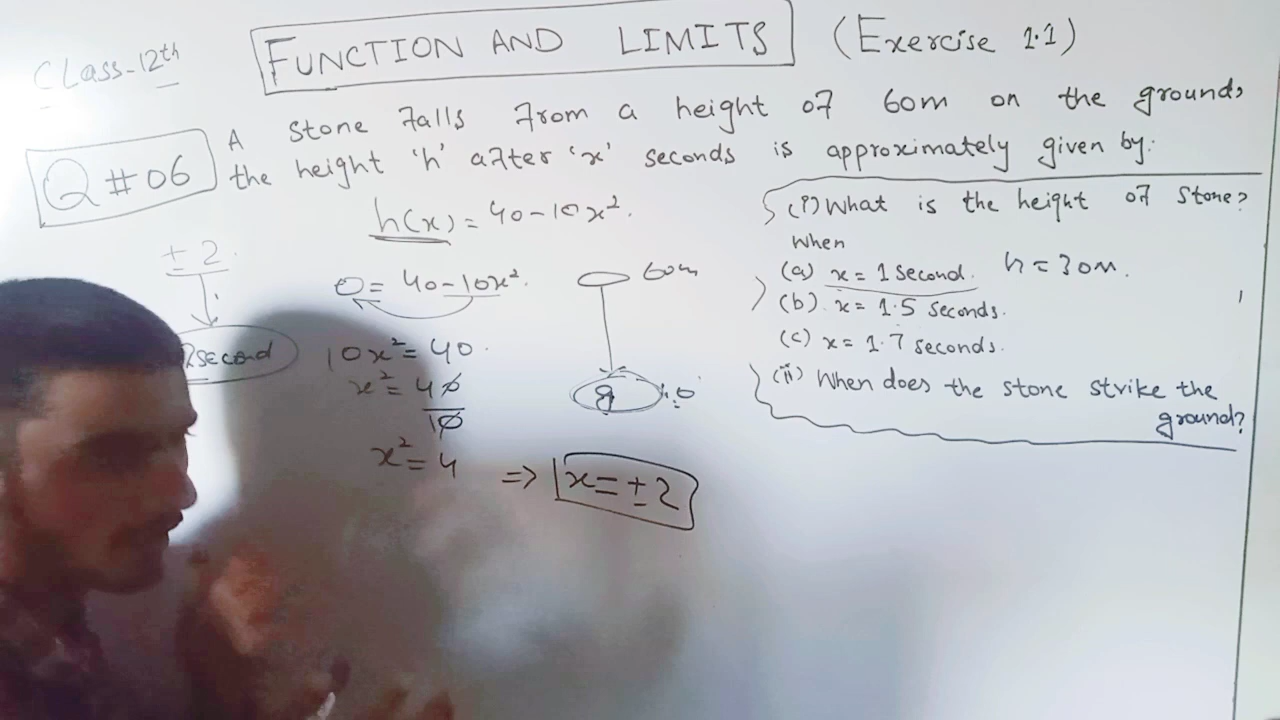 Class-12th
FUNCTION AND LIMITS
(Exercise 1.1)
Q # 06
A stone falls from a height of 60m on the ground,
the height 'h' after 'x' seconds is approximately given by:
h(x) = 40-10x².
± 2.
2second
0 = 40-10x².
10x² = 40.
x² = 40
10
x² = 4
=> x = ± 2
60m
g
(i) What is the height of stone?
When
(a) x = 1 second. h = 30m.
(b) x = 1.5 seconds.
(c) x = 1.7 seconds.
(ii) When does the stone strike the
ground?